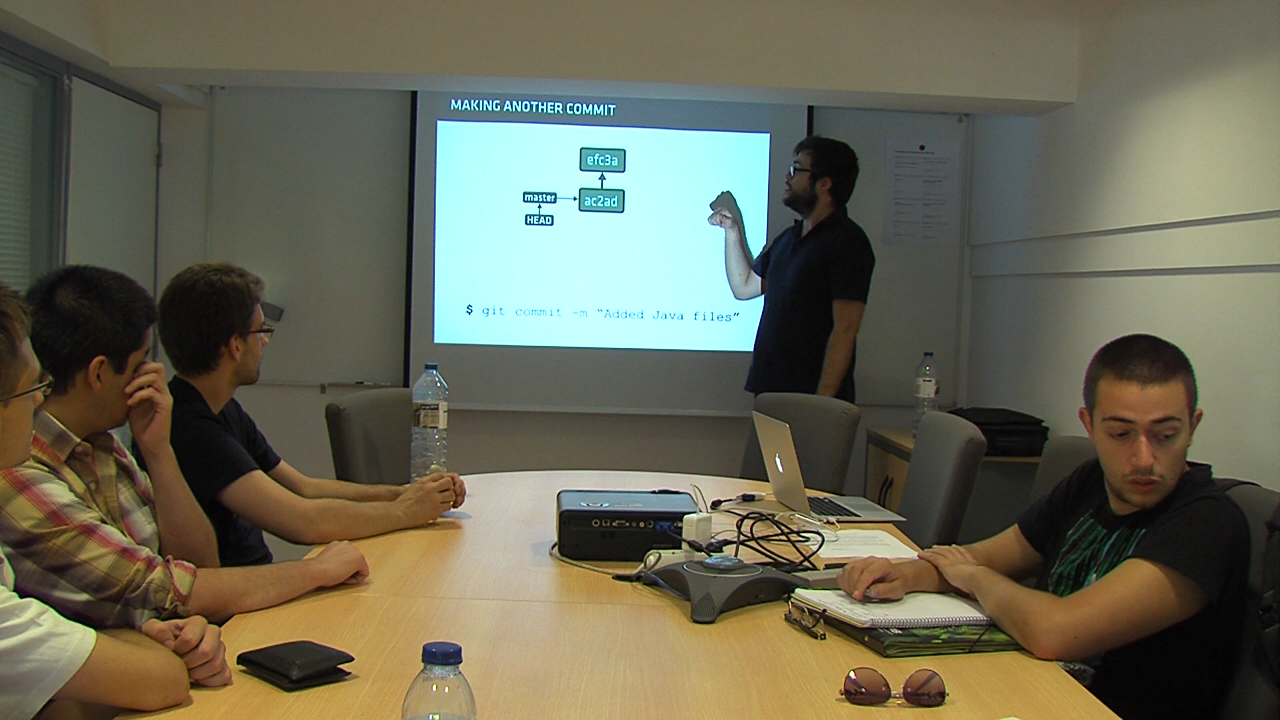 MAKING ANOTHER COMMIT
efc3a
master
ac2ad
HEAD
$ git commit -m “Added Java files”